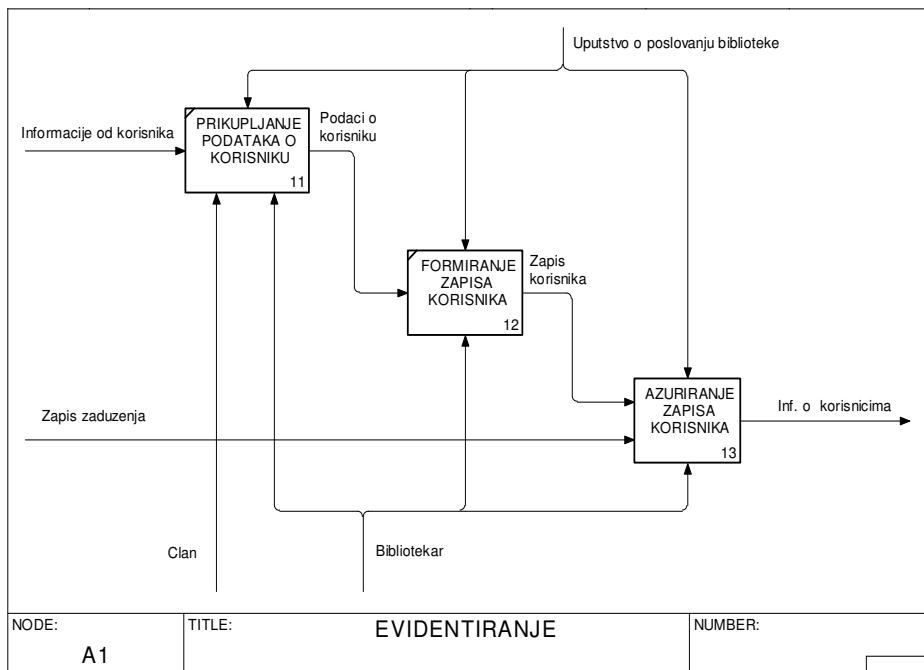 Uputstvo o poslovanju biblioteke
Informacije od korisnika
PRIKUPLJANJE
PODATAKA O
KORISNIKU
11
Podaci o
korisniku
FORMIRANJE
ZAPISA
KORISNIKA
12
Zapis
korisnika
Zapis zaduzenja
AZURIRANJE
ZAPISA
KORISNIKA
13
Inf. o korisnicima
Clan
Bibliotekar
NODE:
A1
TITLE:
EVIDENTIRANJE
NUMBER: